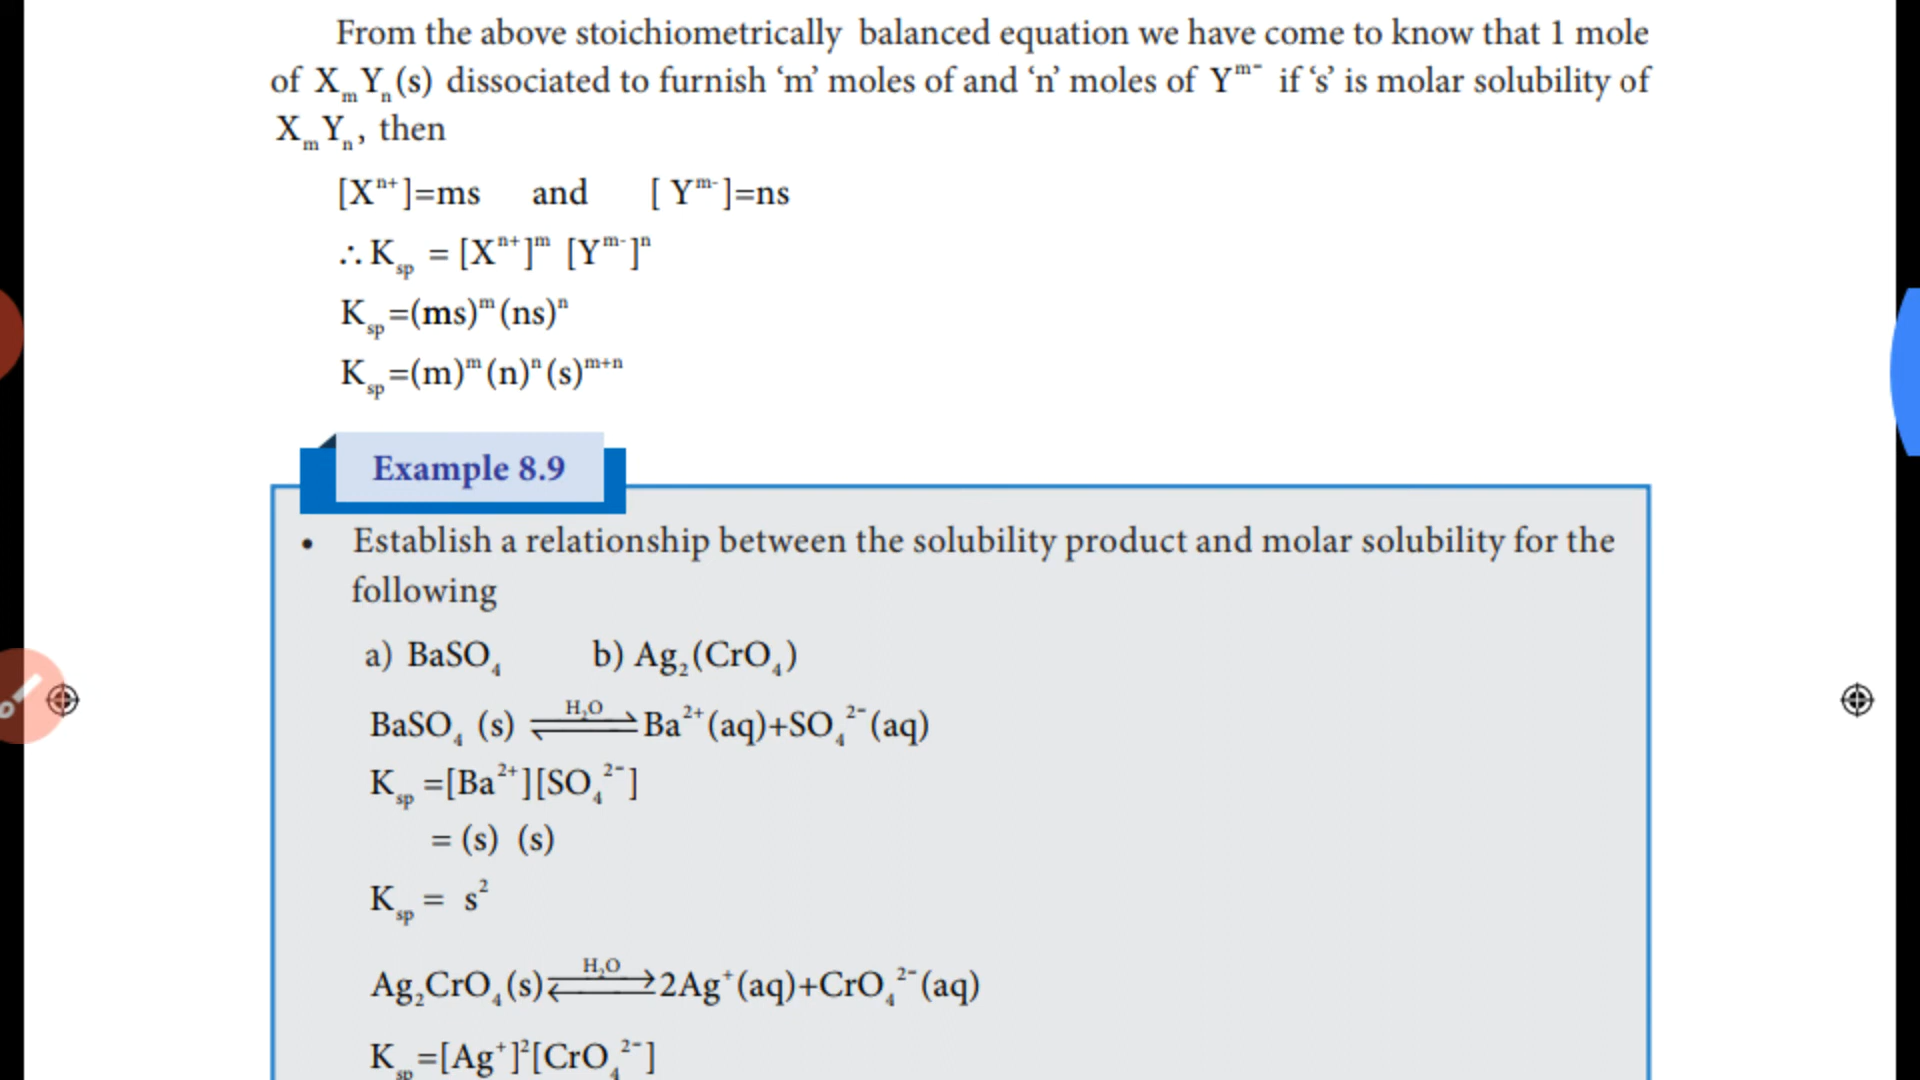 From the above stoichiometrically balanced equation we have come to know that 1 mole
of XₘYₙ(s) dissociated to furnish ‘m’ moles of and ‘n’ moles of Yᵐ⁻ if ‘s’ is molar solubility of
XₘYₙ, then
[Xⁿ⁺]=ms and [Yᵐ⁻]=ns
∴ Kₛₚ = [Xⁿ⁺]ᵐ [Yᵐ⁻]ⁿ
Kₛₚ=(ms)ᵐ(ns)ⁿ
Kₛₚ=(m)ᵐ(n)ⁿ(s)ᵐ⁺ⁿ
Example 8.9
• Establish a relationship between the solubility product and molar solubility for the
following
a) BaSO₄ b) Ag₂(CrO₄)
BaSO₄ (s) ⇌ H₂O Ba²⁺(aq)+SO₄²⁻(aq)
Kₛₚ =[Ba²⁺][SO₄²⁻]
= (s) (s)
Kₛₚ = s²
Ag₂CrO₄(s) ⇌ H₂O 2Ag⁺(aq)+CrO₄²⁻(aq)
Kₛₚ=[Ag⁺]²[CrO₄²⁻]